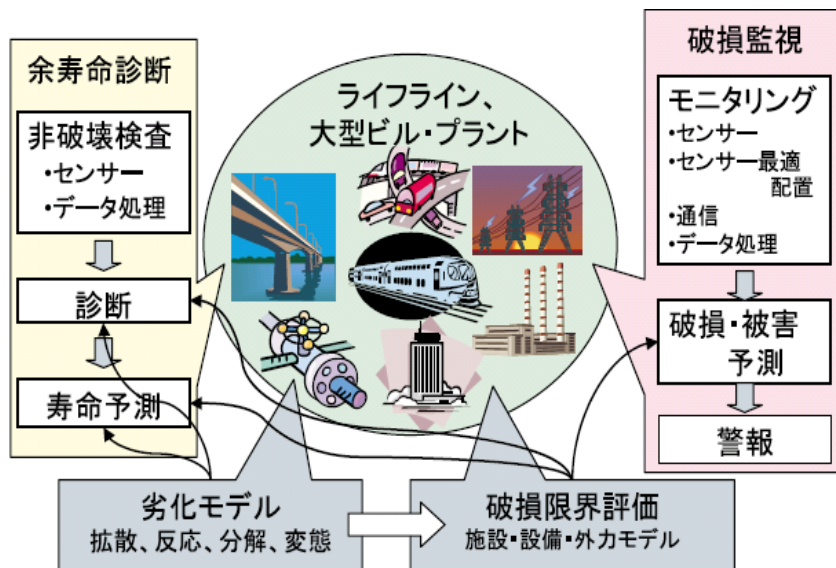 余寿命診断
非破壊検査
・センサー
・データ処理
診断
寿命予測
ライフライン、
大型ビル・プラント
破損監視
モニタリング
・センサー
・センサー最適
配置
・通信
・データ処理
破損・被害
予測
警報
劣化モデル
拡散、反応、分解、変態
破損限界評価
施設・設備・外力モデル